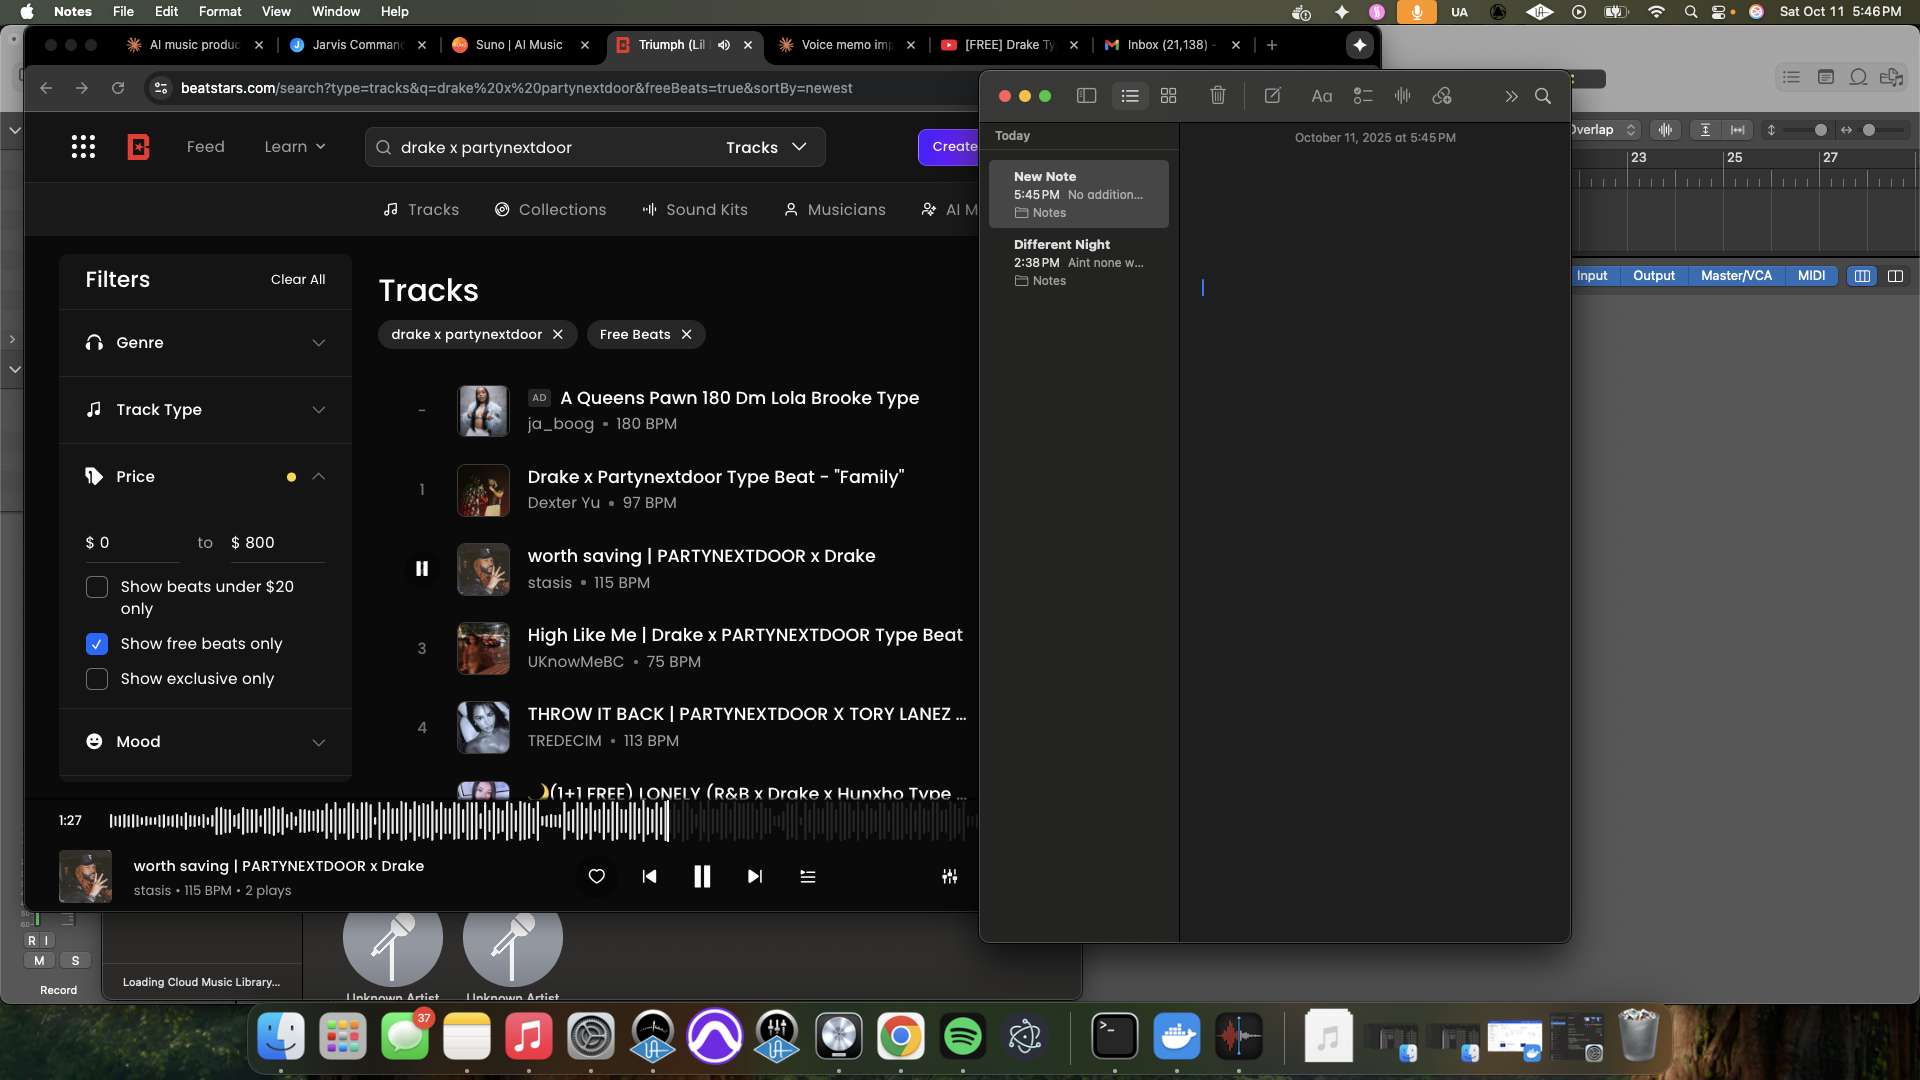 Notes File Edit Format View Window Help UA Sat Oct 11 5:46 PM
AI music produc Jarvis Comman Suno | AI Music Triumph (Lil Voice memo imp [FREE] Drake Ty Inbox (21,138) -
beatstars.com/search?type=tracks&q=drake%20x%20partynextdoor&freeBeats=true&sortBy=newest
Feed Learn drake x partynextdoor Tracks Create
Tracks Collections Sound Kits Musicians AI M
Filters Clear All
Genre
Track Type
Price
$ 0 to $ 800
Show beats under $20
only
Show free beats only
Show exclusive only
Mood
Tracks
drake x partynextdoor Free Beats
-
AD A Queens Pawn 180 Dm Lola Brooke Type
ja_boog • 180 BPM
1
Drake x Partynextdoor Type Beat - "Family"
Dexter Yu • 97 BPM
worth saving | PARTYNEXTDOOR x Drake
stasis • 115 BPM
3
High Like Me | Drake x PARTYNEXTDOOR Type Beat
UKnowMeBC • 75 BPM
4
THROW IT BACK | PARTYNEXTDOOR X TORY LANEZ ...
TREDECIM • 113 BPM
🌙(1+1 FREE) LONELY (R&B x Drake x Hunxho Type ...
1:27
worth saving | PARTYNEXTDOOR x Drake
stasis • 115 BPM • 2 plays
Today
New Note
5:45 PM No addition...
Notes
Different Night
2:38 PM Aint none w...
Notes
October 11, 2025 at 5:45 PM
Overlap
23 25 27
Input Output Master/VCA MIDI
R I
M S
Record
Loading Cloud Music Library...
Unknown Artist Unknown Artist
37